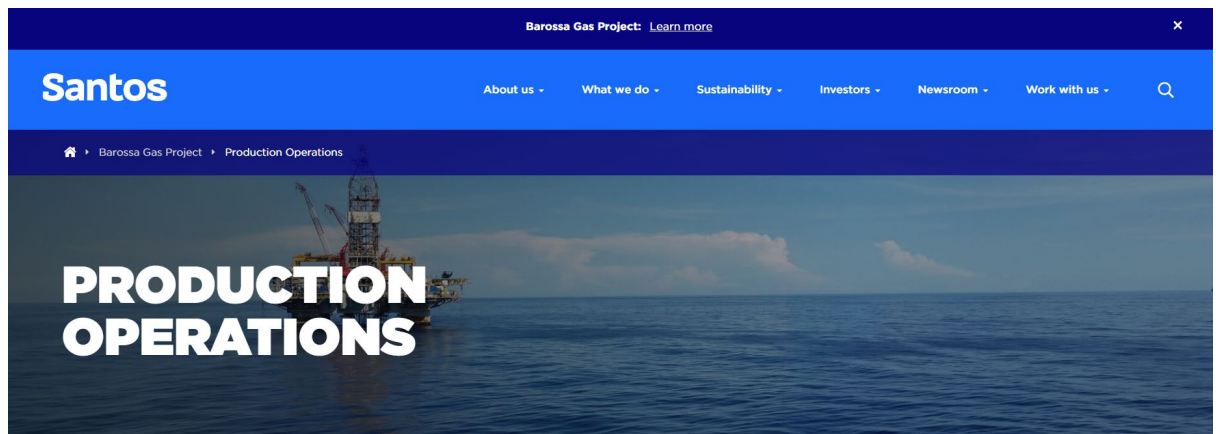 Barossa Gas Project: Learn more ×
Santos
About us What we do Sustainability Investors Newsroom Work with us
Barossa Gas Project Production Operations
PRODUCTION
OPERATIONS